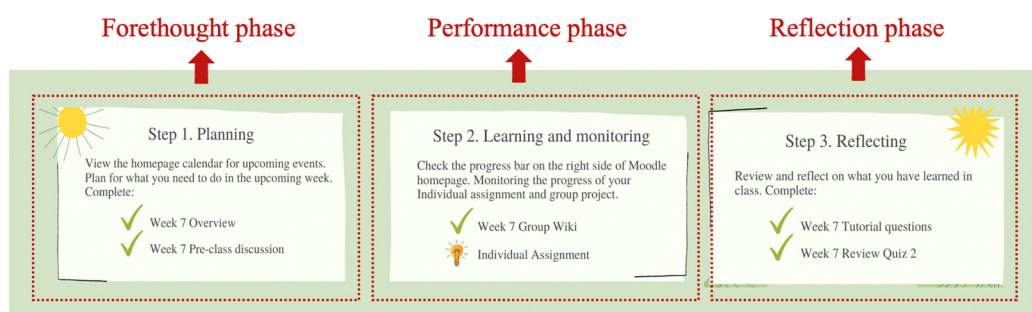 Forethought phase
Performance phase
Reflection phase
Step 1. Planning
View the homepage calendar for upcoming events.
Plan for what you need to do in the upcoming week.
Complete:
Week 7 Overview
Week 7 Pre-class discussion
Step 2. Learning and monitoring
Check the progress bar on the right side of Moodle
homepage. Monitoring the progress of your
Individual assignment and group project.
Week 7 Group Wiki
Individual Assignment
Step 3. Reflecting
Review and reflect on what you have learned in
class. Complete:
Week 7 Tutorial questions
Week 7 Review Quiz 2